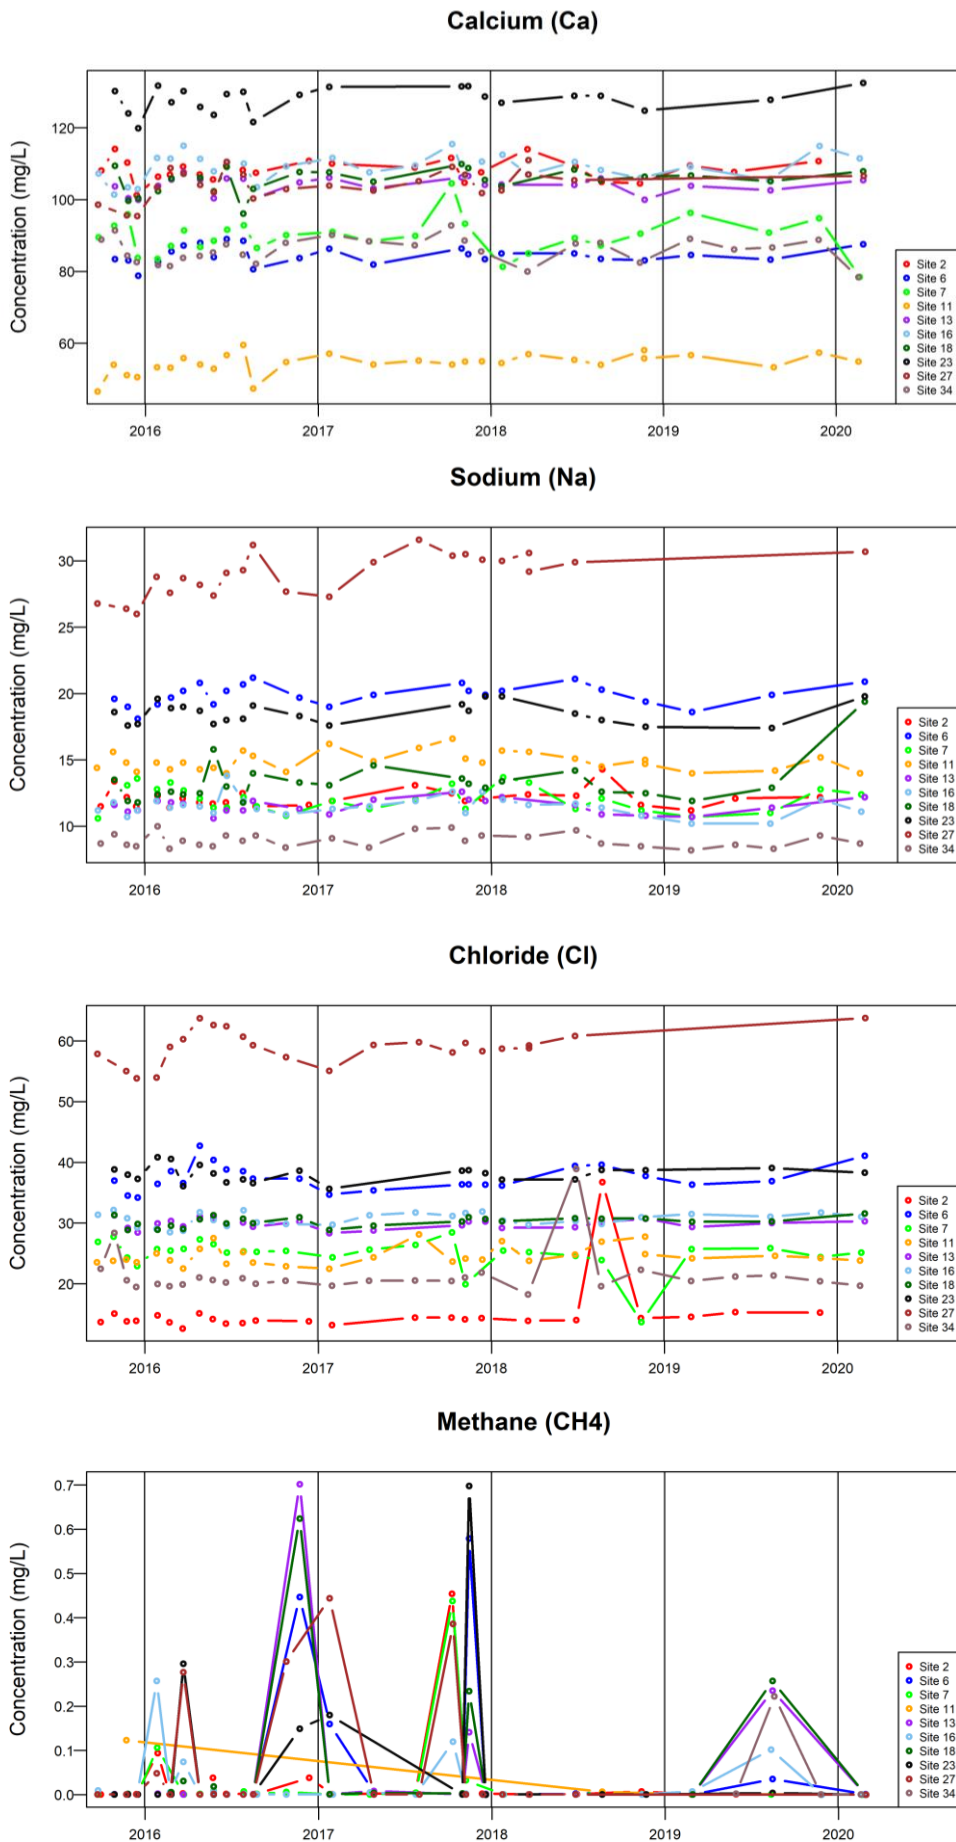 Calcium (Ca)
Concentration (mg/L)
120
100
80
60
2016 2017 2018 2019 2020
Site 2
Site 6
Site 7
Site 11
Site 13
Site 16
Site 18
Site 23
Site 27
Site 34
Sodium (Na)
Concentration (mg/L)
30
25
20
15
10
2016 2017 2018 2019 2020
Site 2
Site 6
Site 7
Site 11
Site 13
Site 16
Site 18
Site 23
Site 27
Site 34
Chloride (Cl)
Concentration (mg/L)
60
50
40
30
20
2016 2017 2018 2019 2020
Site 2
Site 6
Site 7
Site 11
Site 13
Site 16
Site 18
Site 23
Site 27
Site 34
Methane (CH4)
Concentration (mg/L)
0.7
0.6
0.5
0.4
0.3
0.2
0.1
0.0
2016 2017 2018 2019 2020
Site 2
Site 6
Site 7
Site 11
Site 13
Site 16
Site 18
Site 23
Site 27
Site 34